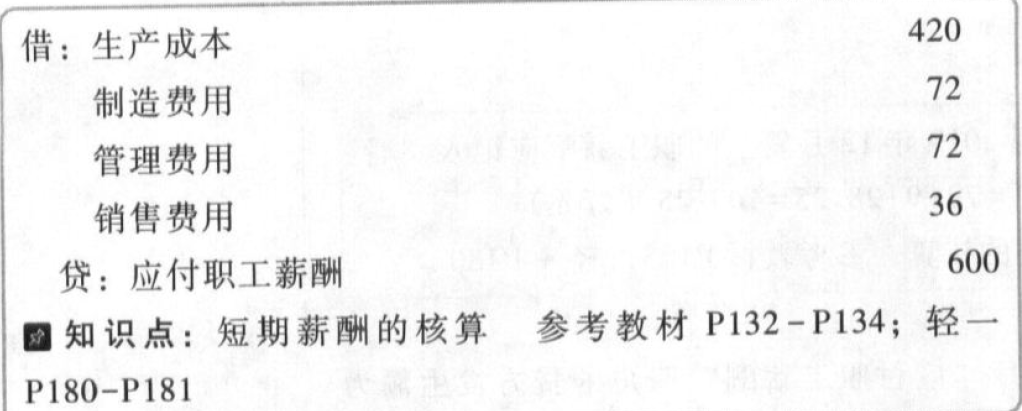 借：生产成本 420
制造费用 72
管理费用 72
销售费用 36
贷：应付职工薪酬 600
知识点：短期薪酬的核算 参考教材 P132-P134；轻一
P180-P181